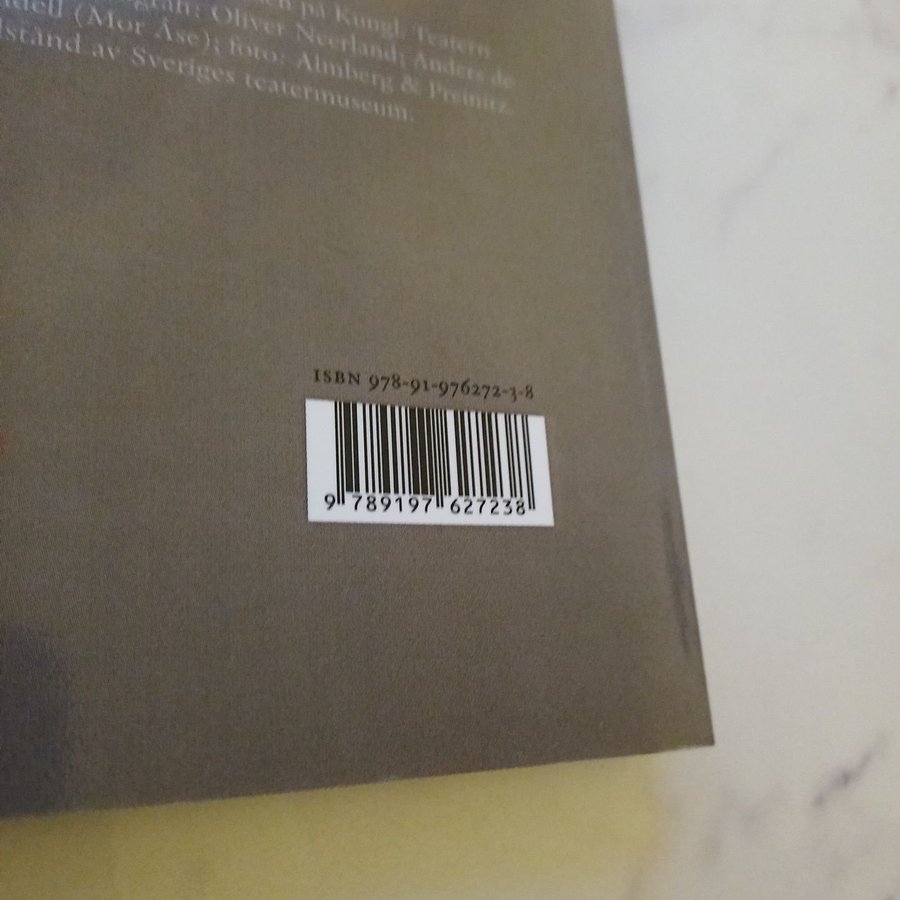 på Kungl. Teatern
Oliver Neerland; Anders de
(Mor Åse); foto: Almberg & Preinitz.
av Sveriges teatermuseum.
ISBN 978-91-976272-3-8
9 789197 627238